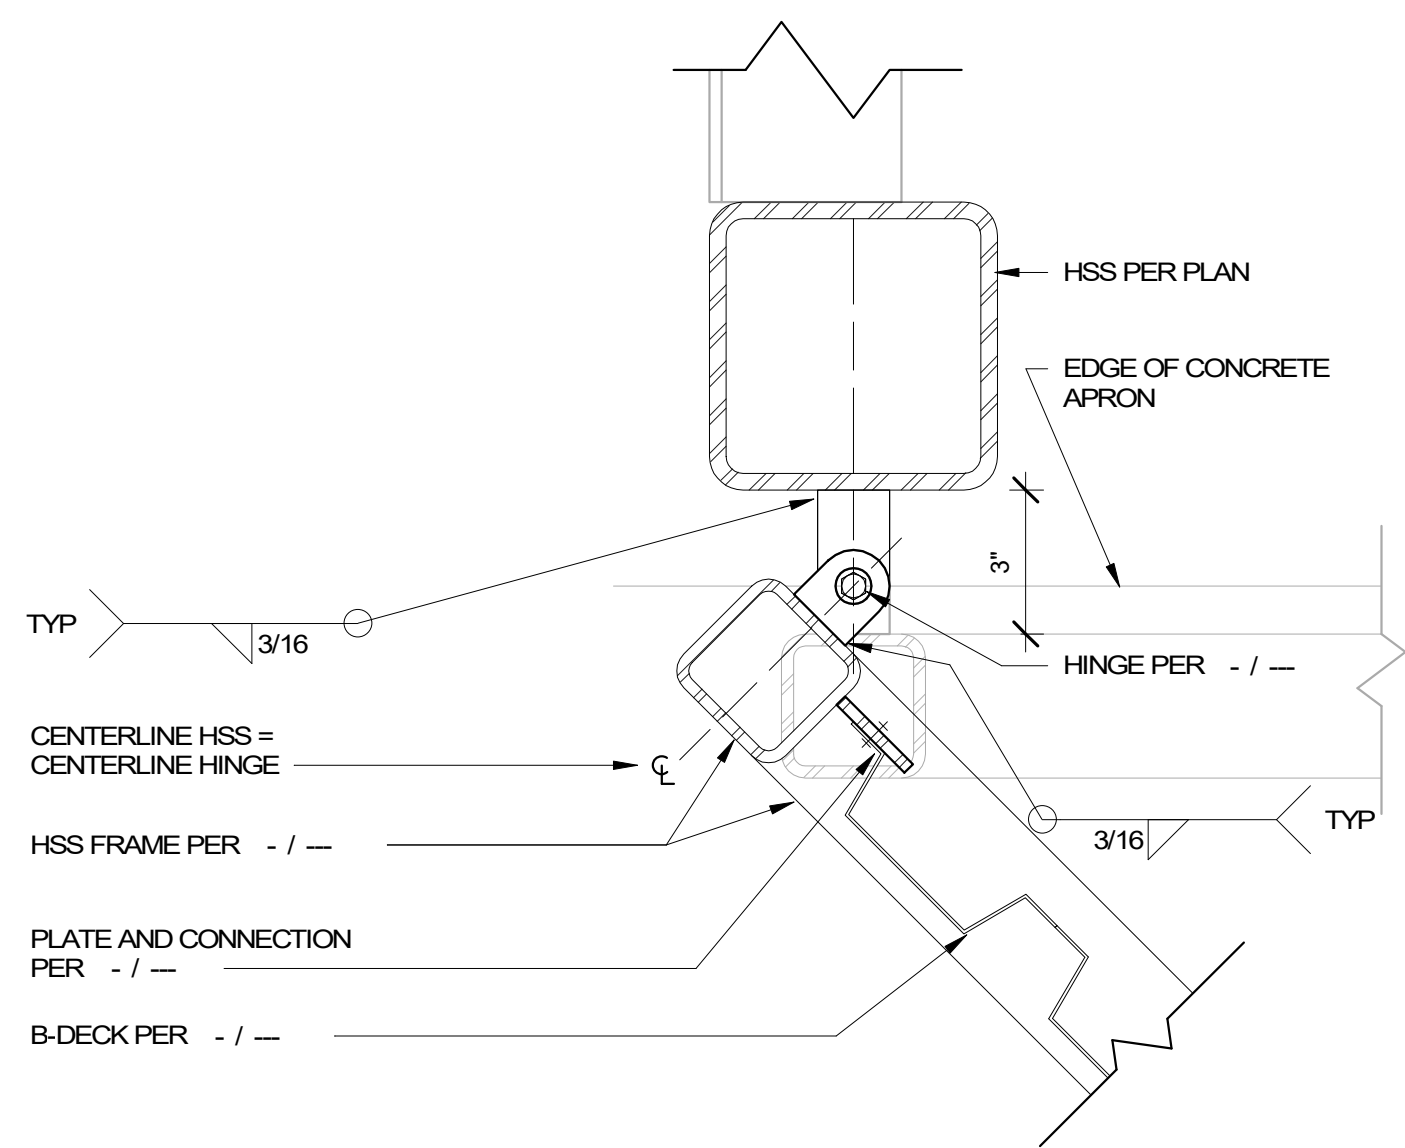 HSS PER PLAN
EDGE OF CONCRETE
APRON
3"
TYP
3/16
HINGE PER - / ---
CENTERLINE HSS =
CENTERLINE HINGE
℄
3/16
TYP
HSS FRAME PER - / ---
PLATE AND CONNECTION
PER - / ---
B-DECK PER - / ---